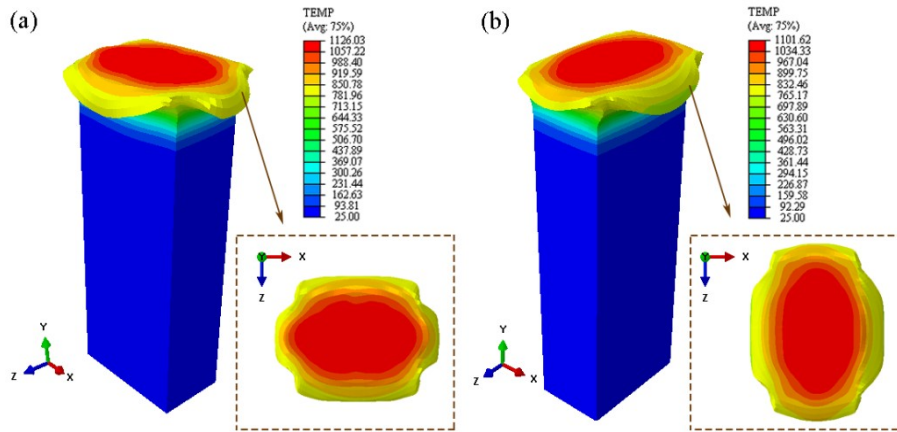 (a)
TEMP
(Avg: 75%)
1126.03
1057.22
988.40
919.59
850.78
781.96
713.15
644.33
575.52
506.70
437.89
369.07
300.26
231.44
162.63
93.81
25.00
Y
X
Z
Y
Z
X
(b)
TEMP
(Avg: 75%)
1101.62
1034.33
967.04
899.75
832.46
765.17
697.89
630.60
563.31
496.02
428.73
361.44
294.15
226.87
159.58
92.29
25.00
Y
X
Z
Y
Z
X